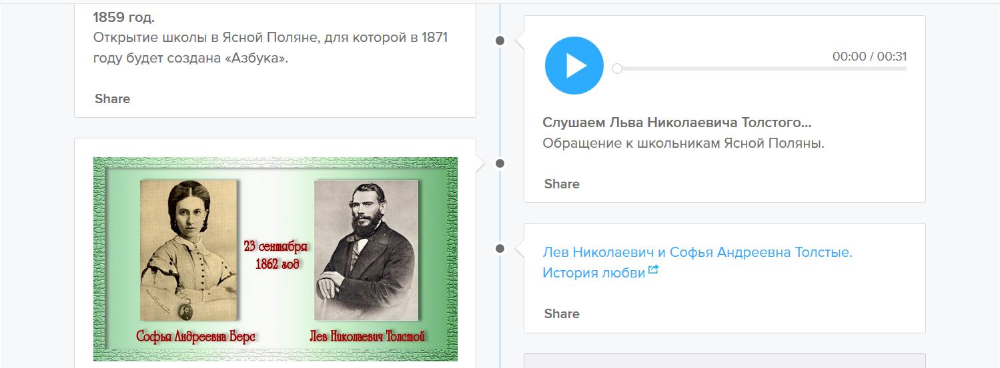 1859 год.
Открытие школы в Ясной Поляне, для которой в 1871
году будет создана «Азбука».
Share
23 сентября
1862 год
Софья Андреевна Берс
Лев Николаевич Толстой
00:00 / 00:31
Слушаем Льва Николаевича Толстого...
Обращение к школьникам Ясной Поляны.
Share
Лев Николаевич и Софья Андреевна Толстые.
История любви
Share